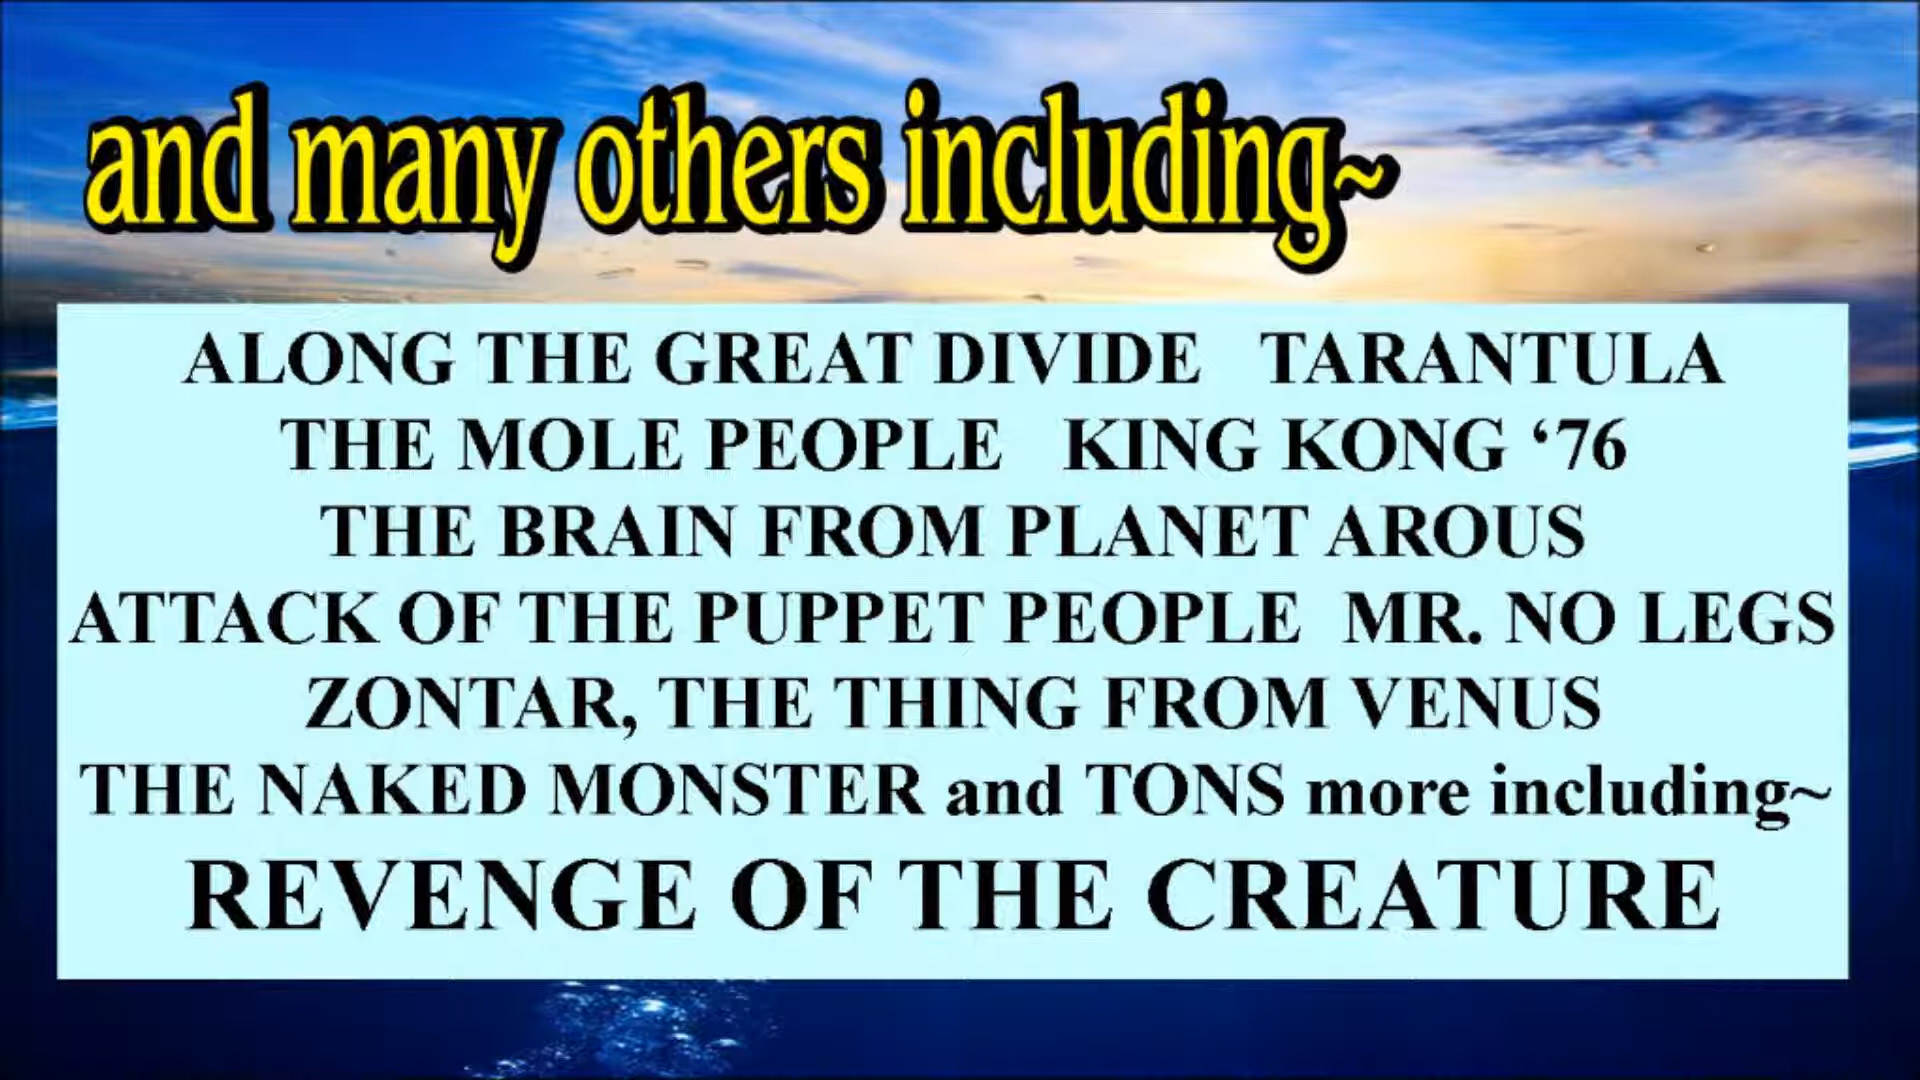 and many others including~
ALONG THE GREAT DIVIDE TARANTULA
THE MOLE PEOPLE KING KONG ‘76
THE BRAIN FROM PLANET AROUS
ATTACK OF THE PUPPET PEOPLE MR. NO LEGS
ZONTAR, THE THING FROM VENUS
THE NAKED MONSTER and TONS more including~
REVENGE OF THE CREATURE